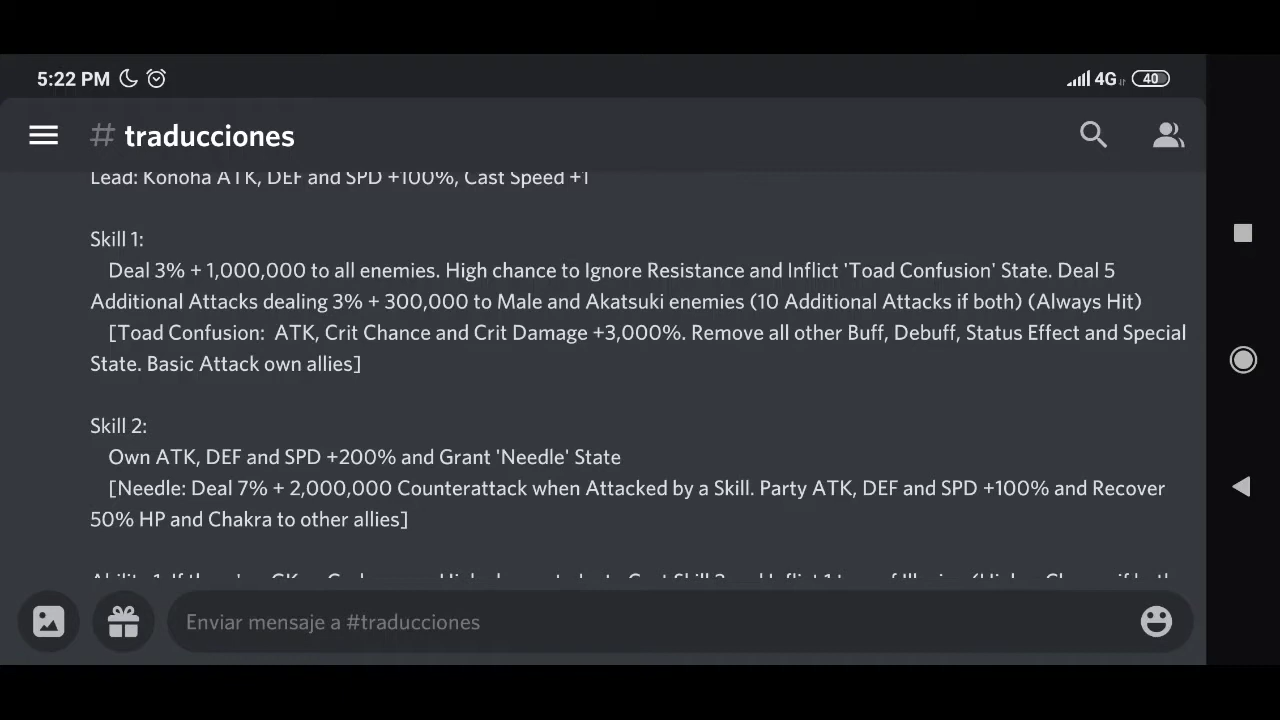 5:22 PM 4G 40
# traducciones
Lead: Konoha ATK, DEF and SPD +100%, Cast Speed +1
Skill 1:
Deal 3% + 1,000,000 to all enemies. High chance to Ignore Resistance and Inflict 'Toad Confusion' State. Deal 5
Additional Attacks dealing 3% + 300,000 to Male and Akatsuki enemies (10 Additional Attacks if both) (Always Hit)
[Toad Confusion:  ATK, Crit Chance and Crit Damage +3,000%. Remove all other Buff, Debuff, Status Effect and Special
State. Basic Attack own allies]
Skill 2:
Own ATK, DEF and SPD +200% and Grant 'Needle' State
[Needle: Deal 7% + 2,000,000 Counterattack when Attacked by a Skill. Party ATK, DEF and SPD +100% and Recover
50% HP and Chakra to other allies]
Enviar mensaje a #traducciones